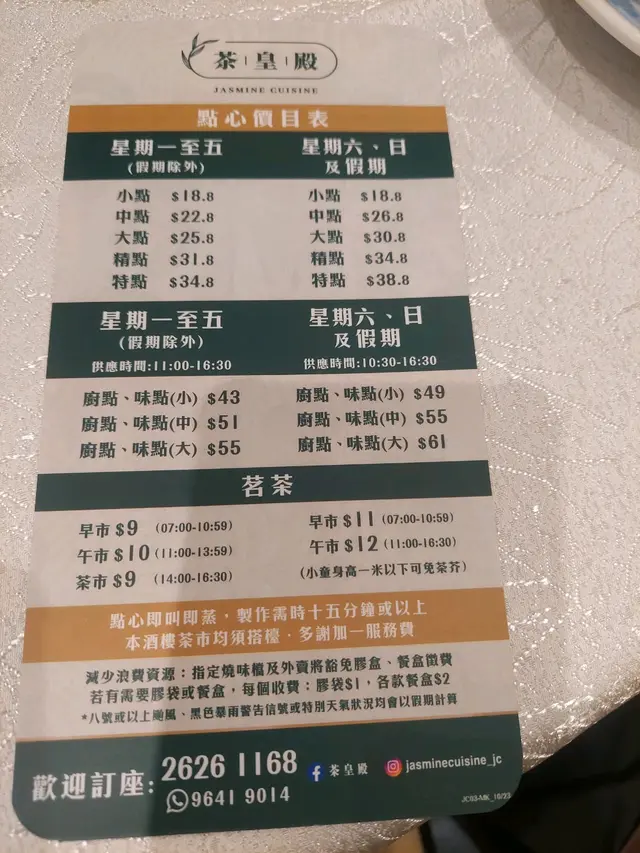 茶皇殿
JASMINE CUISINE
點心價目表
星期一至五
(假期除外)
小點 $18.8
中點 $22.8
大點 $25.8
精點 $31.8
特點 $34.8
星期六、日
及假期
小點 $18.8
中點 $26.8
大點 $30.8
精點 $34.8
特點 $38.8
星期一至五
(假期除外)
供應時間:11:00-16:30
廚點、味點(小) $43
廚點、味點(中) $51
廚點、味點(大) $55
星期六、日
及假期
供應時間:10:30-16:30
廚點、味點(小) $49
廚點、味點(中) $55
廚點、味點(大) $61
茗茶
早市 $9 (07:00-10:59)
午市 $10 (11:00-13:59)
茶市 $9 (14:00-16:30)
早市 $11 (07:00-10:59)
午市 $12 (11:00-16:30)
(小童身高一米以下可免茶芥)
點心即叫即蒸，製作需時十五分鐘或以上
本酒樓茶市均須搭檯．多謝加一服務費
減少浪費資源：指定燒味檔及外賣將豁免膠盒、餐盒徵費
若有需要膠袋或餐盒，每個收費：膠袋$1，各款餐盒$2
*八號或以上颱風、黑色暴雨警告信號或特別天氣狀況均會以假期計算
歡迎訂座:
2626 1168
9641 9014
茶皇殿
jasminecuisine_jc
JC03-MK_16/23